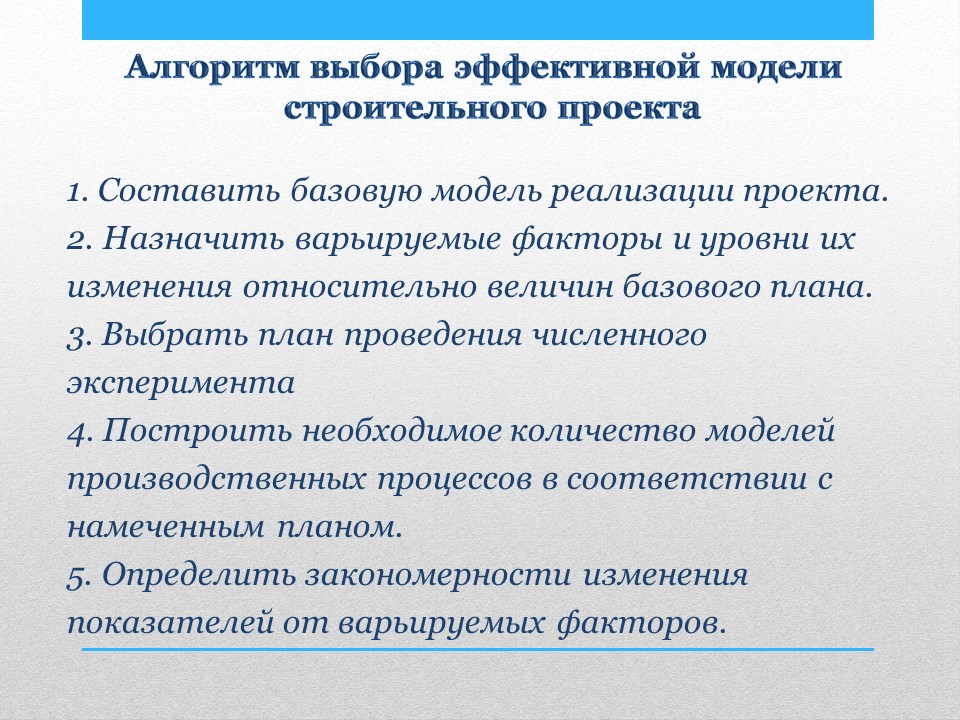 Алгоритм выбора эффективной модели
строительного проекта
1. Составить базовую модель реализации проекта.
2. Назначить варьируемые факторы и уровни их
изменения относительно величин базового плана.
3. Выбрать план проведения численного
эксперимента
4. Построить необходимое количество моделей
производственных процессов в соответствии с
намеченным планом.
5. Определить закономерности изменения
показателей от варьируемых факторов.